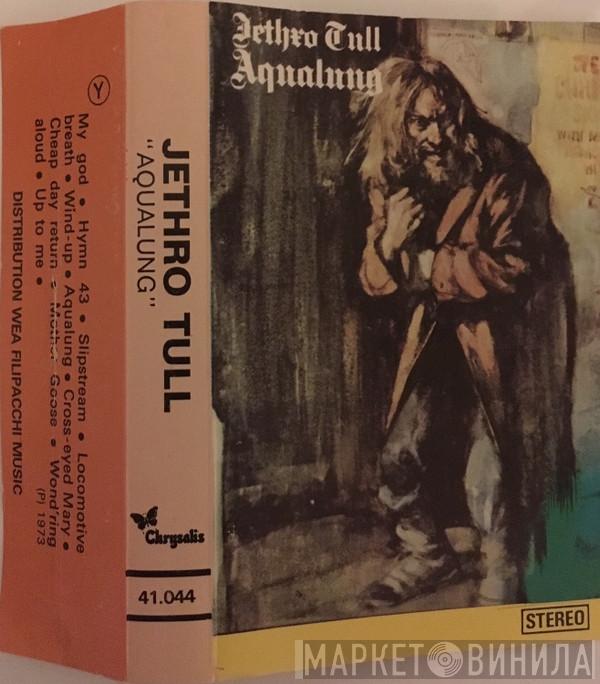 Jethro Tull
Aqualung
STEREO
JETHRO TULL
"AQUALUNG"
Chrysalis
41.044
Y
My god • Hymn 43 • Slipstream • Locomotive
breath • Wind-up • Aqualung • Cross-eyed Mary •
Cheap day return • Mother Goose • Wond'ring
aloud • Up to me •
(P) 1973
DISTRIBUTION WEA FILIPACCHI MUSIC
МАРКЕТ ВИНИЛА